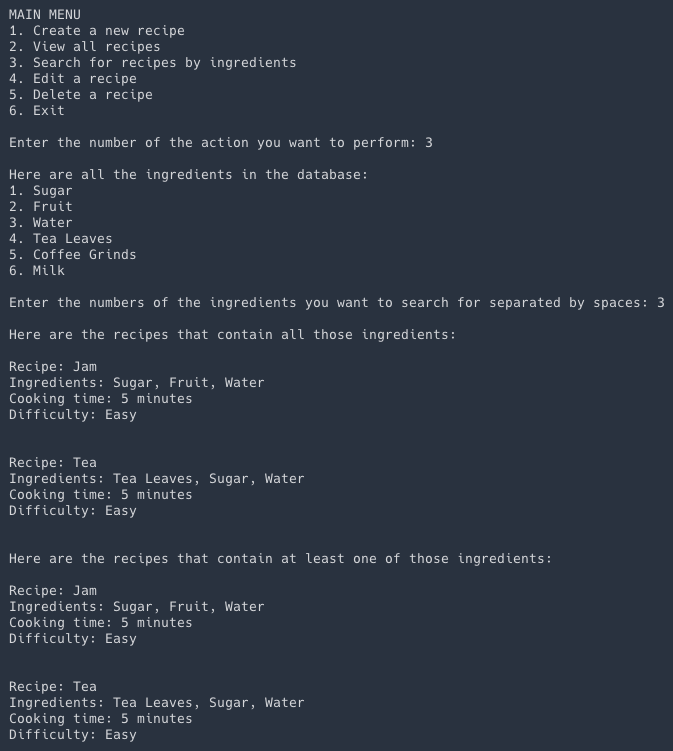 MAIN MENU
1. Create a new recipe
2. View all recipes
3. Search for recipes by ingredients
4. Edit a recipe
5. Delete a recipe
6. Exit
Enter the number of the action you want to perform: 3
Here are all the ingredients in the database:
1. Sugar
2. Fruit
3. Water
4. Tea Leaves
5. Coffee Grinds
6. Milk
Enter the numbers of the ingredients you want to search for separated by spaces: 3
Here are the recipes that contain all those ingredients:
Recipe: Jam
Ingredients: Sugar, Fruit, Water
Cooking time: 5 minutes
Difficulty: Easy
Recipe: Tea
Ingredients: Tea Leaves, Sugar, Water
Cooking time: 5 minutes
Difficulty: Easy
Here are the recipes that contain at least one of those ingredients:
Recipe: Jam
Ingredients: Sugar, Fruit, Water
Cooking time: 5 minutes
Difficulty: Easy
Recipe: Tea
Ingredients: Tea Leaves, Sugar, Water
Cooking time: 5 minutes
Difficulty: Easy